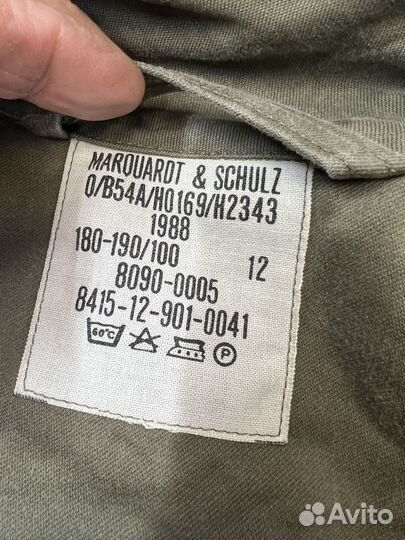 MARQUARDT & SCHULZ
0/B54A/H0169/H2343
1988
180-190/100 12
8090-0005
8415-12-901-0041
60°C P
Avito